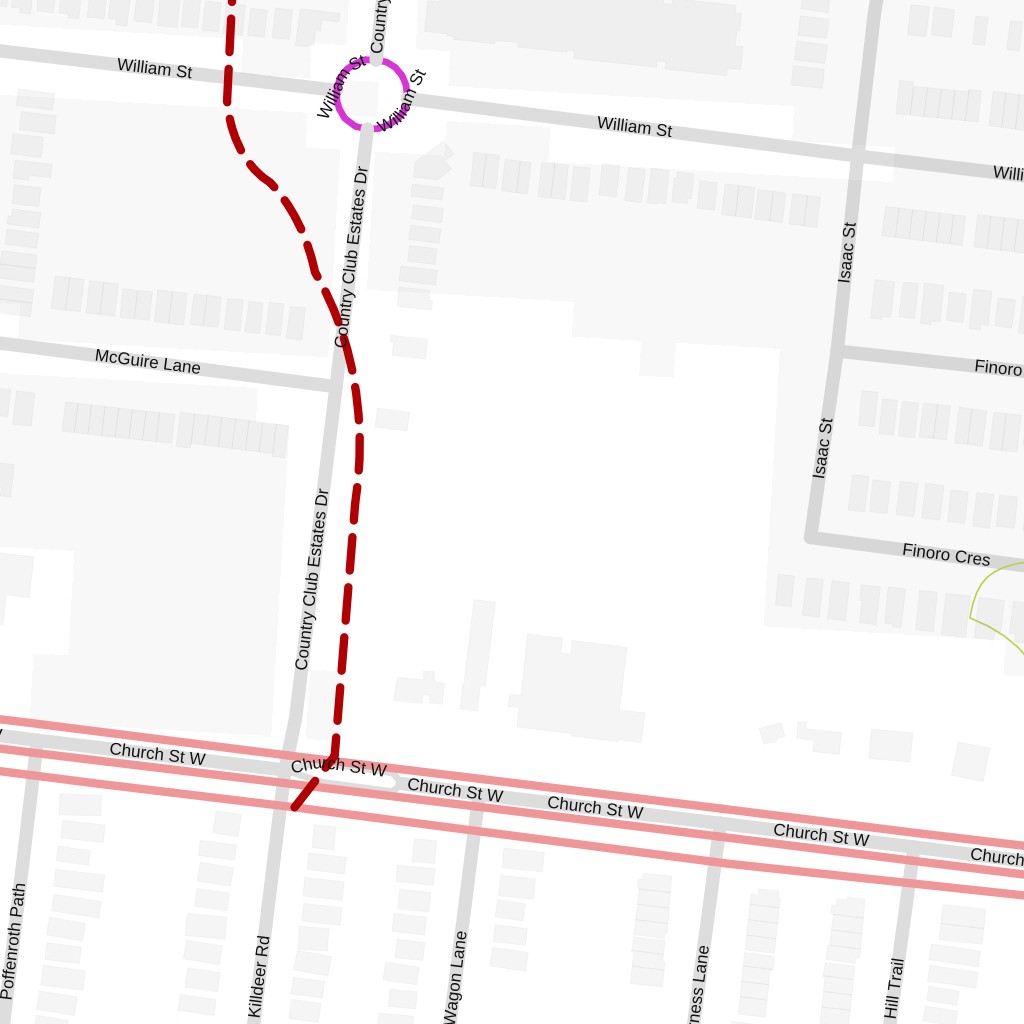 Country
William St
William St
William St
William St
Willi
Country Club Estates Dr
Isaac St
McGuire Lane
Finoro
Isaac St
Country Club Estates Dr
Finoro Cres
Church St W
Church St W
Church St W
Church St W
Church St W
Church
Poffenroth Path
Killdeer Rd
Wagon Lane
ness Lane
Hill Trail